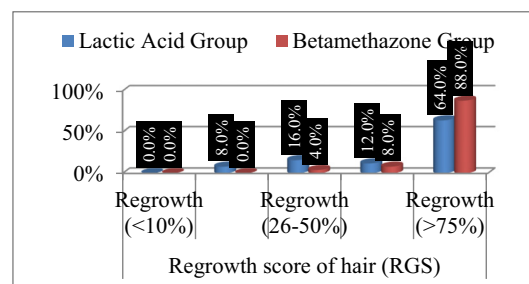 Lactic Acid Group Betamethazone Group
100%
50%
0%
0.0% 0.0% 8.0% 0.0% 16.0% 4.0% 12.0% 8.0% 64.0% 88.0%
Regrowth Regrowth Regrowth
(<10%) (26-50%) (>75%)
Regrowth score of hair (RGS)